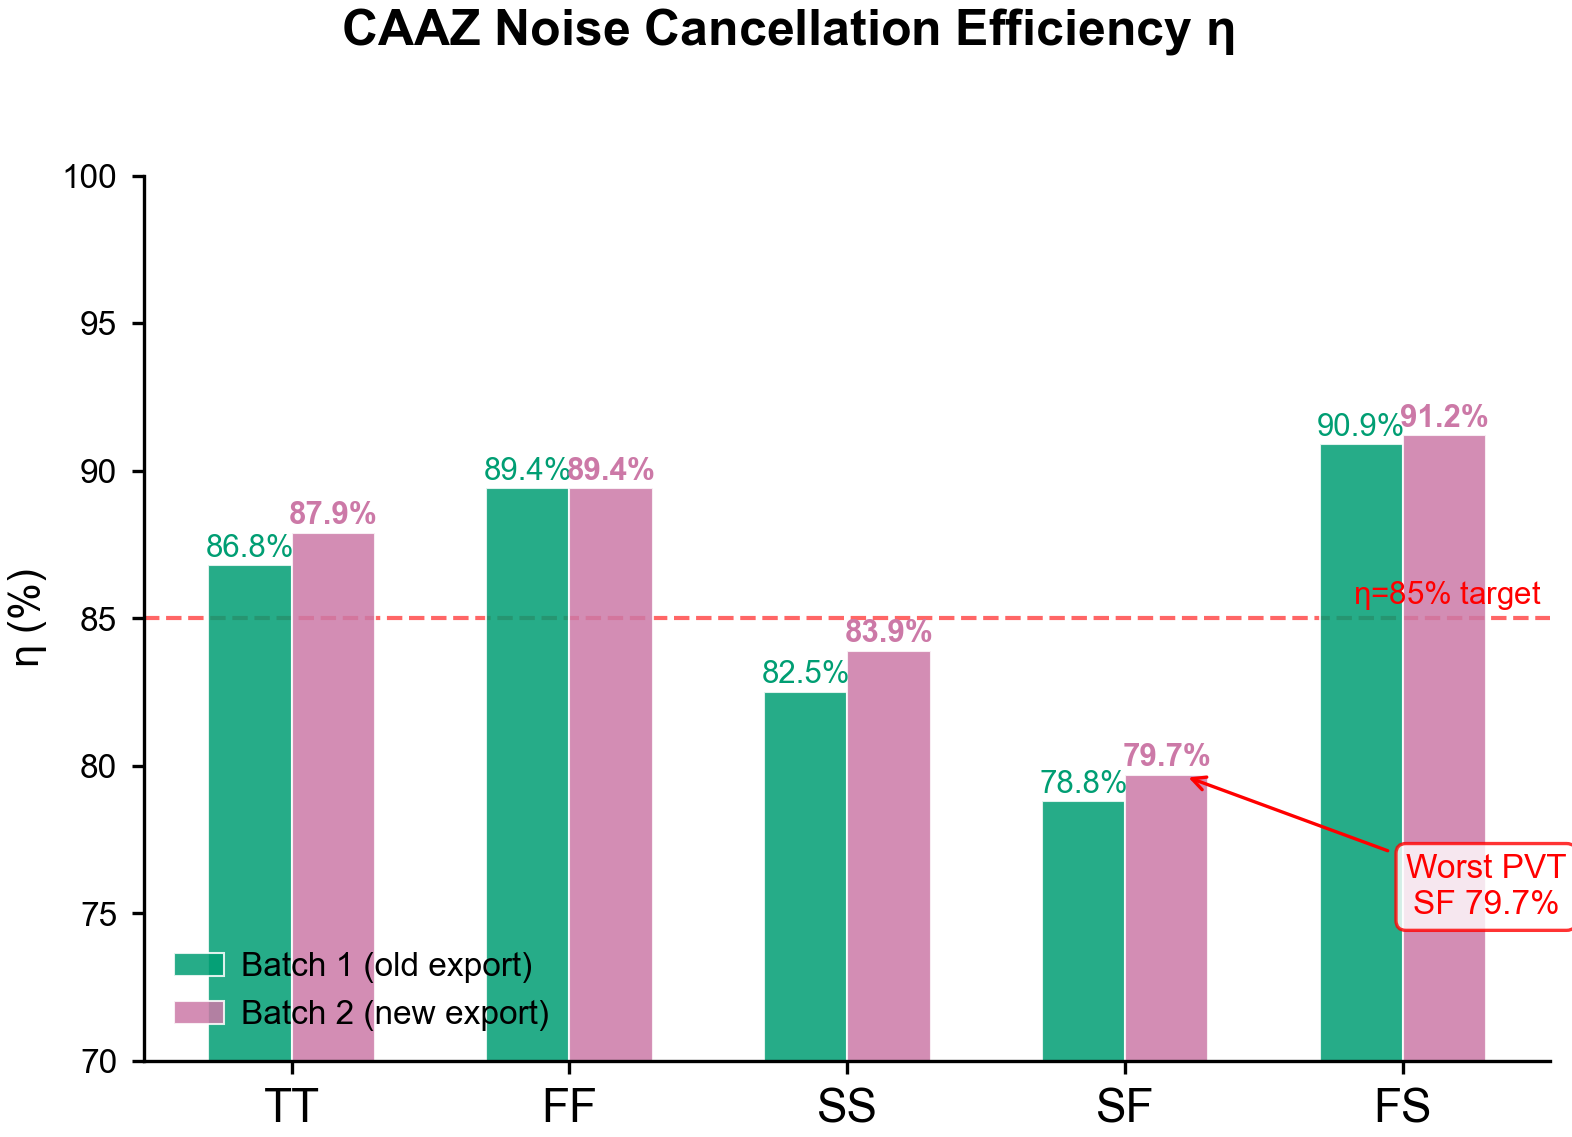 CAAZ Noise Cancellation Efficiency η
100
95
90
85
80
75
70
η (%)
86.8%
87.9%
89.4%
89.4%
82.5%
83.9%
78.8%
79.7%
90.9%
91.2%
η=85% target
Worst PVT
SF 79.7%
Batch 1 (old export)
Batch 2 (new export)
TT
FF
SS
SF
FS